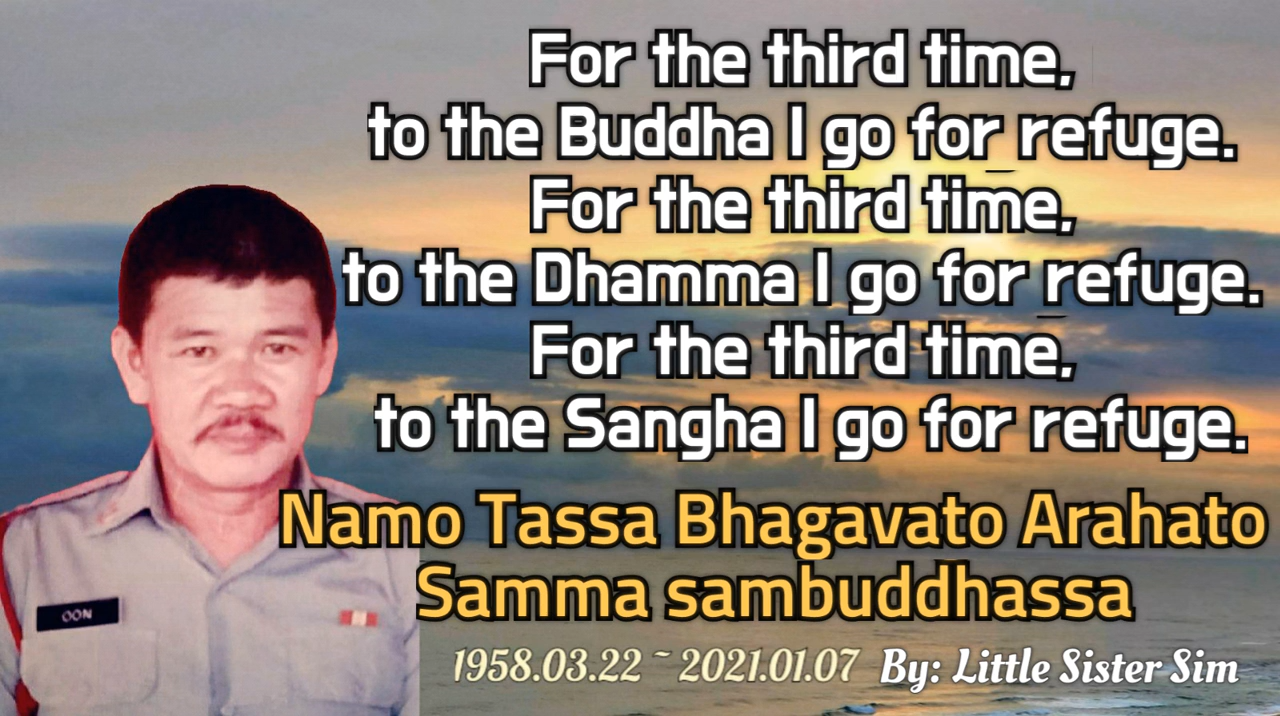 For the third time,
to the Buddha I go for refuge.
For the third time,
to the Dhamma I go for refuge.
For the third time,
to the Sangha I go for refuge.
Namo Tassa Bhagavato Arahato
Samma sambuddhassa
OON
1958.03.22 ~ 2021.01.07 By: Little Sister Sim